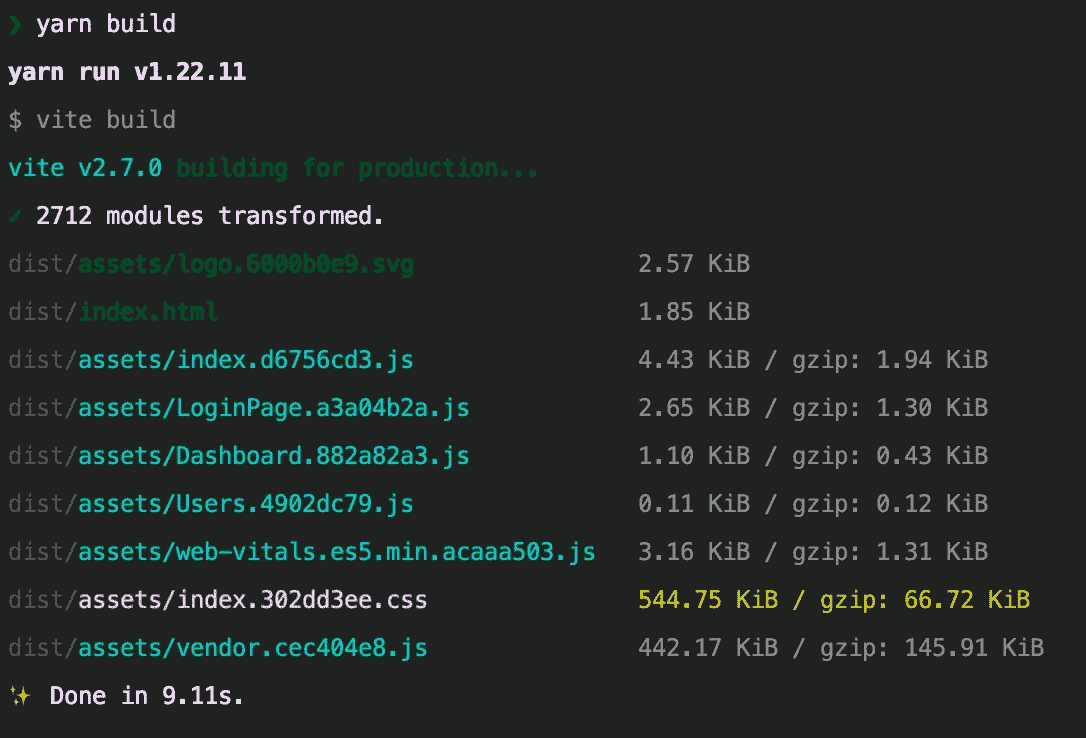 ❯ yarn build
yarn run v1.22.11
$ vite build
vite v2.7.0 building for production...
✓ 2712 modules transformed.
dist/assets/logo.6000b0e9.svg 2.57 KiB
dist/index.html 1.85 KiB
dist/assets/index.d6756cd3.js 4.43 KiB / gzip: 1.94 KiB
dist/assets/LoginPage.a3a04b2a.js 2.65 KiB / gzip: 1.30 KiB
dist/assets/Dashboard.882a82a3.js 1.10 KiB / gzip: 0.43 KiB
dist/assets/Users.4902dc79.js 0.11 KiB / gzip: 0.12 KiB
dist/assets/web-vitals.es5.min.acaaa503.js 3.16 KiB / gzip: 1.31 KiB
dist/assets/index.302dd3ee.css 544.75 KiB / gzip: 66.72 KiB
dist/assets/vendor.cec404e8.js 442.17 KiB / gzip: 145.91 KiB
✨ Done in 9.11s.